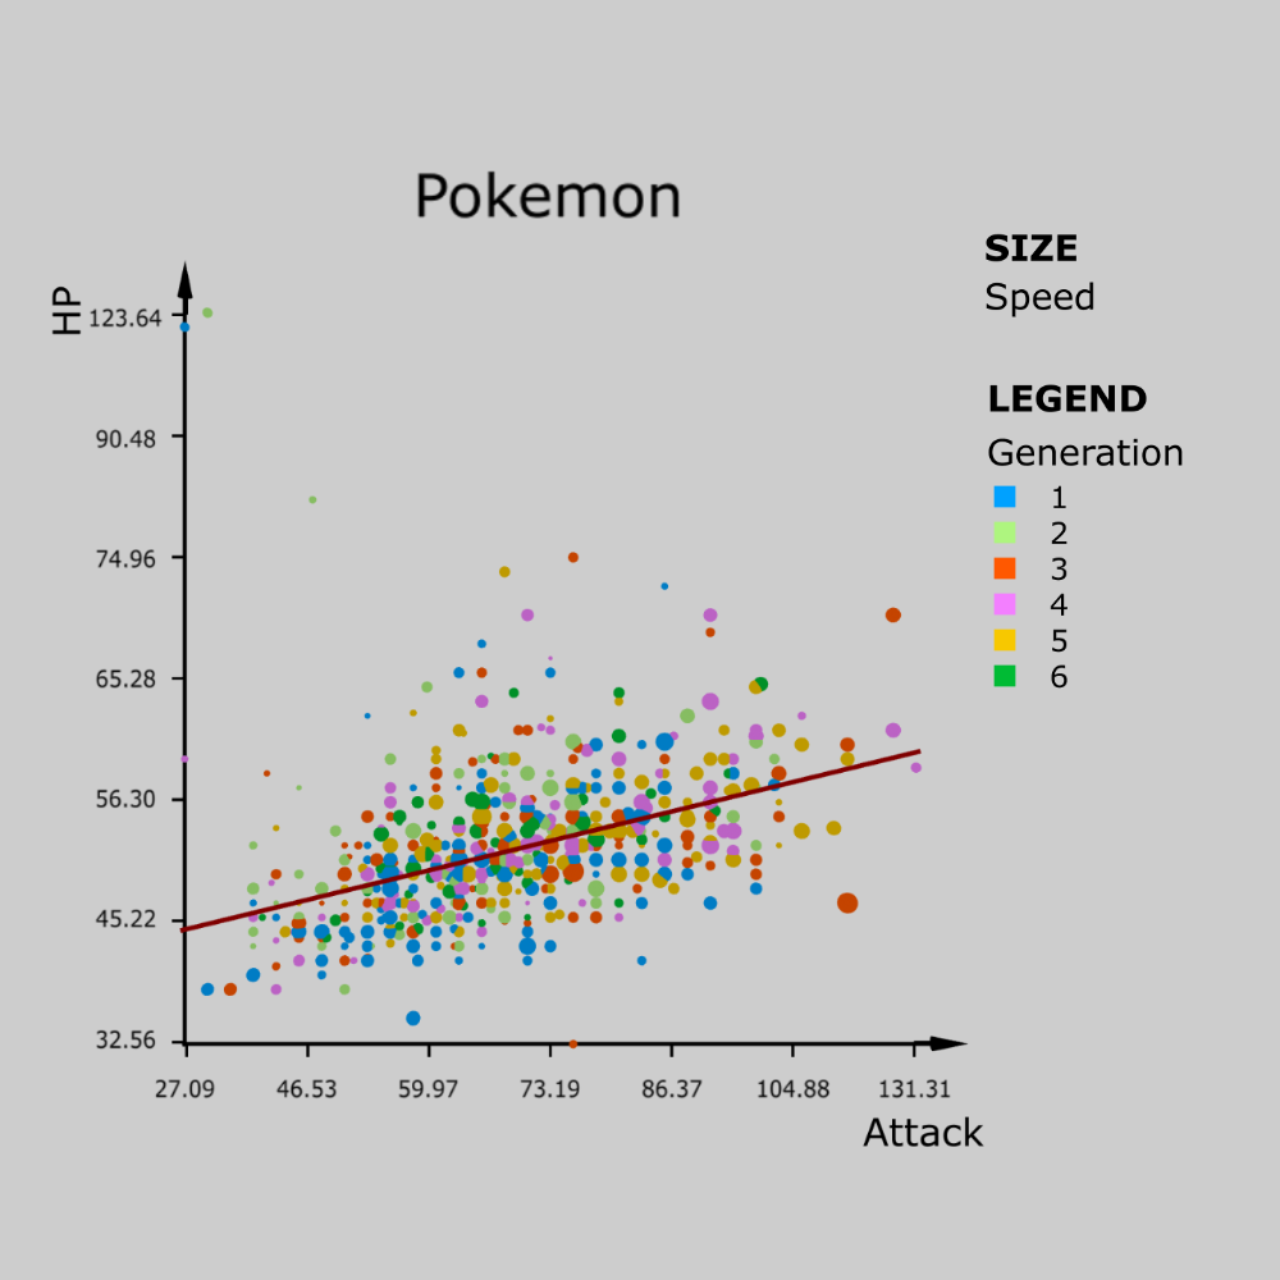 Pokemon
HP
123.64
90.48
74.96
65.28
56.30
45.22
32.56
27.09 46.53 59.97 73.19 86.37 104.88 131.31
Attack
SIZE
Speed
LEGEND
Generation
1
2
3
4
5
6